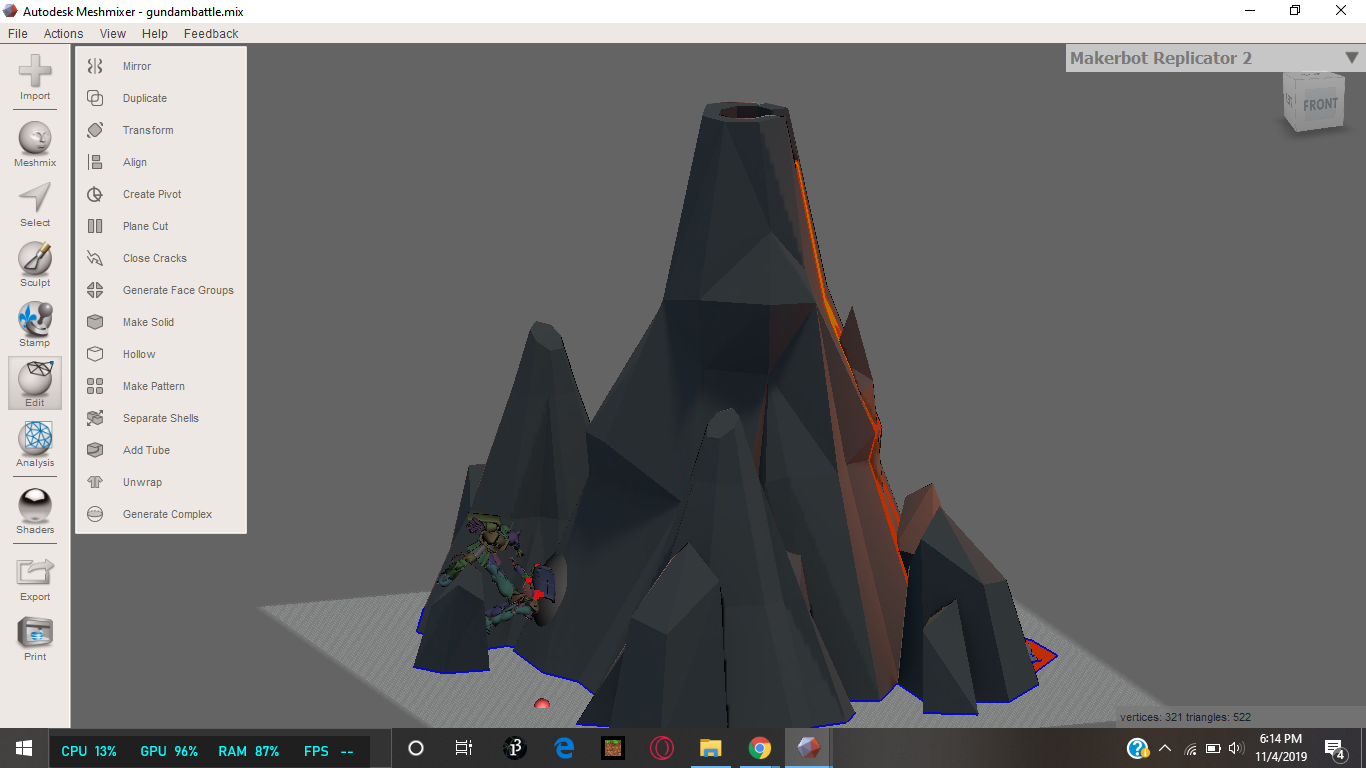 Autodesk Meshmixer - gundambattle.mix
File Actions View Help Feedback
Import
Meshmix
Select
Sculpt
Stamp
Edit
Analysis
Shaders
Export
Print
Mirror
Duplicate
Transform
Align
Create Pivot
Plane Cut
Close Cracks
Generate Face Groups
Make Solid
Hollow
Make Pattern
Separate Shells
Add Tube
Unwrap
Generate Complex
Makerbot Replicator 2
FRONT
vertices: 321 triangles: 522
CPU 13% GPU 96% RAM 87% FPS --
6:14 PM
11/4/2019
4